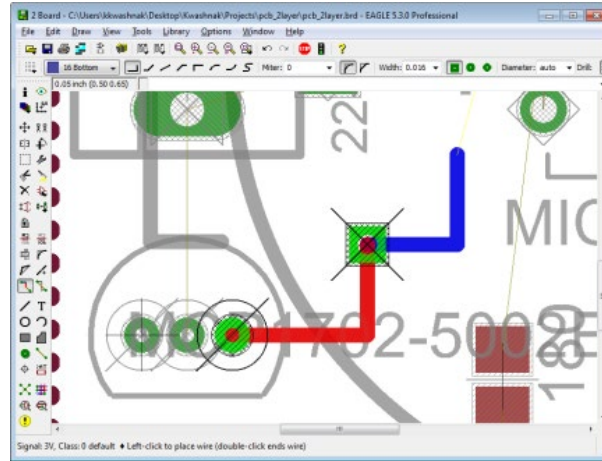 2 Board - C:\Users\kkwashnak\Desktop\Kwashnak\Projects\pcb_2layer\pcb_2layer.brd - EAGLE 5.3.0 Professional
File Edit Draw View Tools Library Options Window Help
16 Bottom Miter: 0 Width: 0.016 Diameter: auto Drill:
0.05 inch (0.50 0.65)
22
MIC
180
Signal: 3V, Class: 0 default ♦ Left-click to place wire (double-click ends wire)